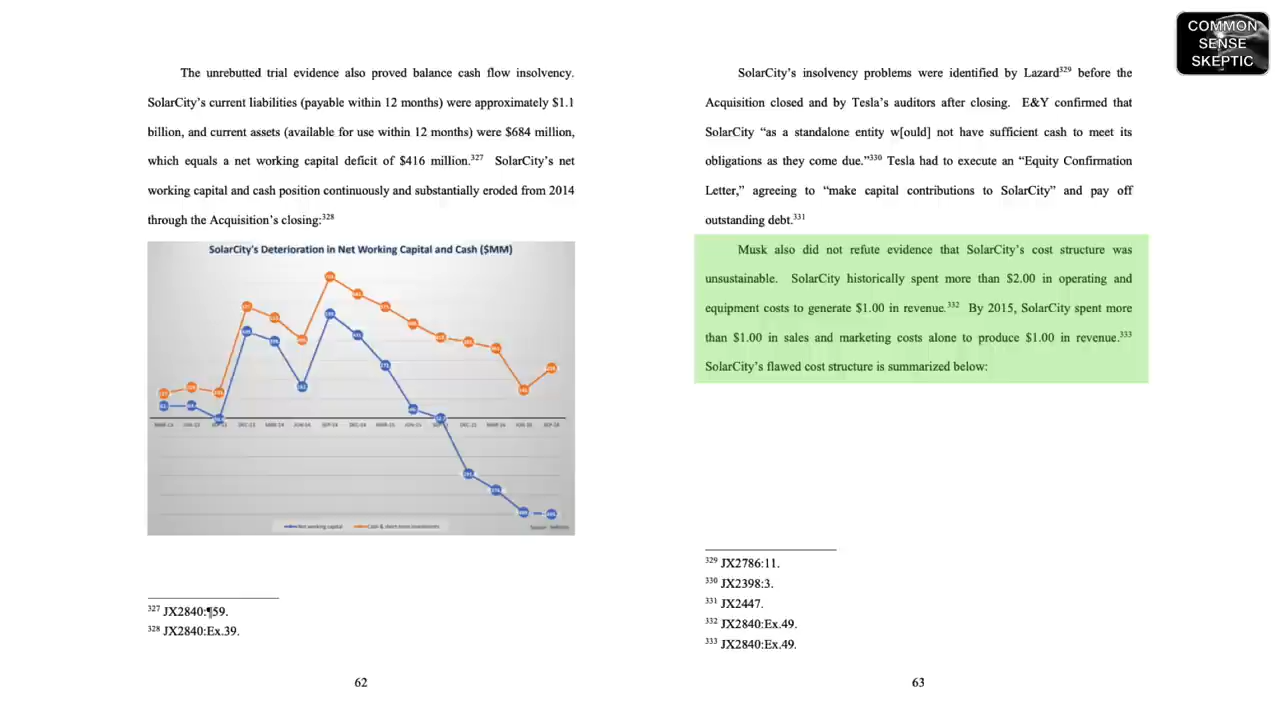 COMMON
SENSE
SKEPTIC
The unrebutted trial evidence also proved balance cash flow insolvency.
SolarCity's current liabilities (payable within 12 months) were approximately $1.1
billion, and current assets (available for use within 12 months) were $684 million,
which equals a net working capital deficit of $416 million.³²⁷ SolarCity's net
working capital and cash position continuously and substantially eroded from 2014
through the Acquisition's closing:³²⁸
SolarCity's Deterioration in Net Working Capital and Cash ($MM)
Net working capital Cash & short-term investments
³²⁷ JX2840:¶59.
³²⁸ JX2840:Ex.39.
62
SolarCity's insolvency problems were identified by Lazard³²⁹ before the
Acquisition closed and by Tesla's auditors after closing. E&Y confirmed that
SolarCity “as a standalone entity w[ould] not have sufficient cash to meet its
obligations as they come due.”³³⁰ Tesla had to execute an “Equity Confirmation
Letter,” agreeing to “make capital contributions to SolarCity” and pay off
outstanding debt.³³¹
Musk also did not refute evidence that SolarCity's cost structure was
unsustainable. SolarCity historically spent more than $2.00 in operating and
equipment costs to generate $1.00 in revenue.³³² By 2015, SolarCity spent more
than $1.00 in sales and marketing costs alone to produce $1.00 in revenue.³³³
SolarCity's flawed cost structure is summarized below:
³²⁹ JX2786:11.
³³⁰ JX2398:3.
³³¹ JX2447.
³³² JX2840:Ex.49.
³³³ JX2840:Ex.49.
63